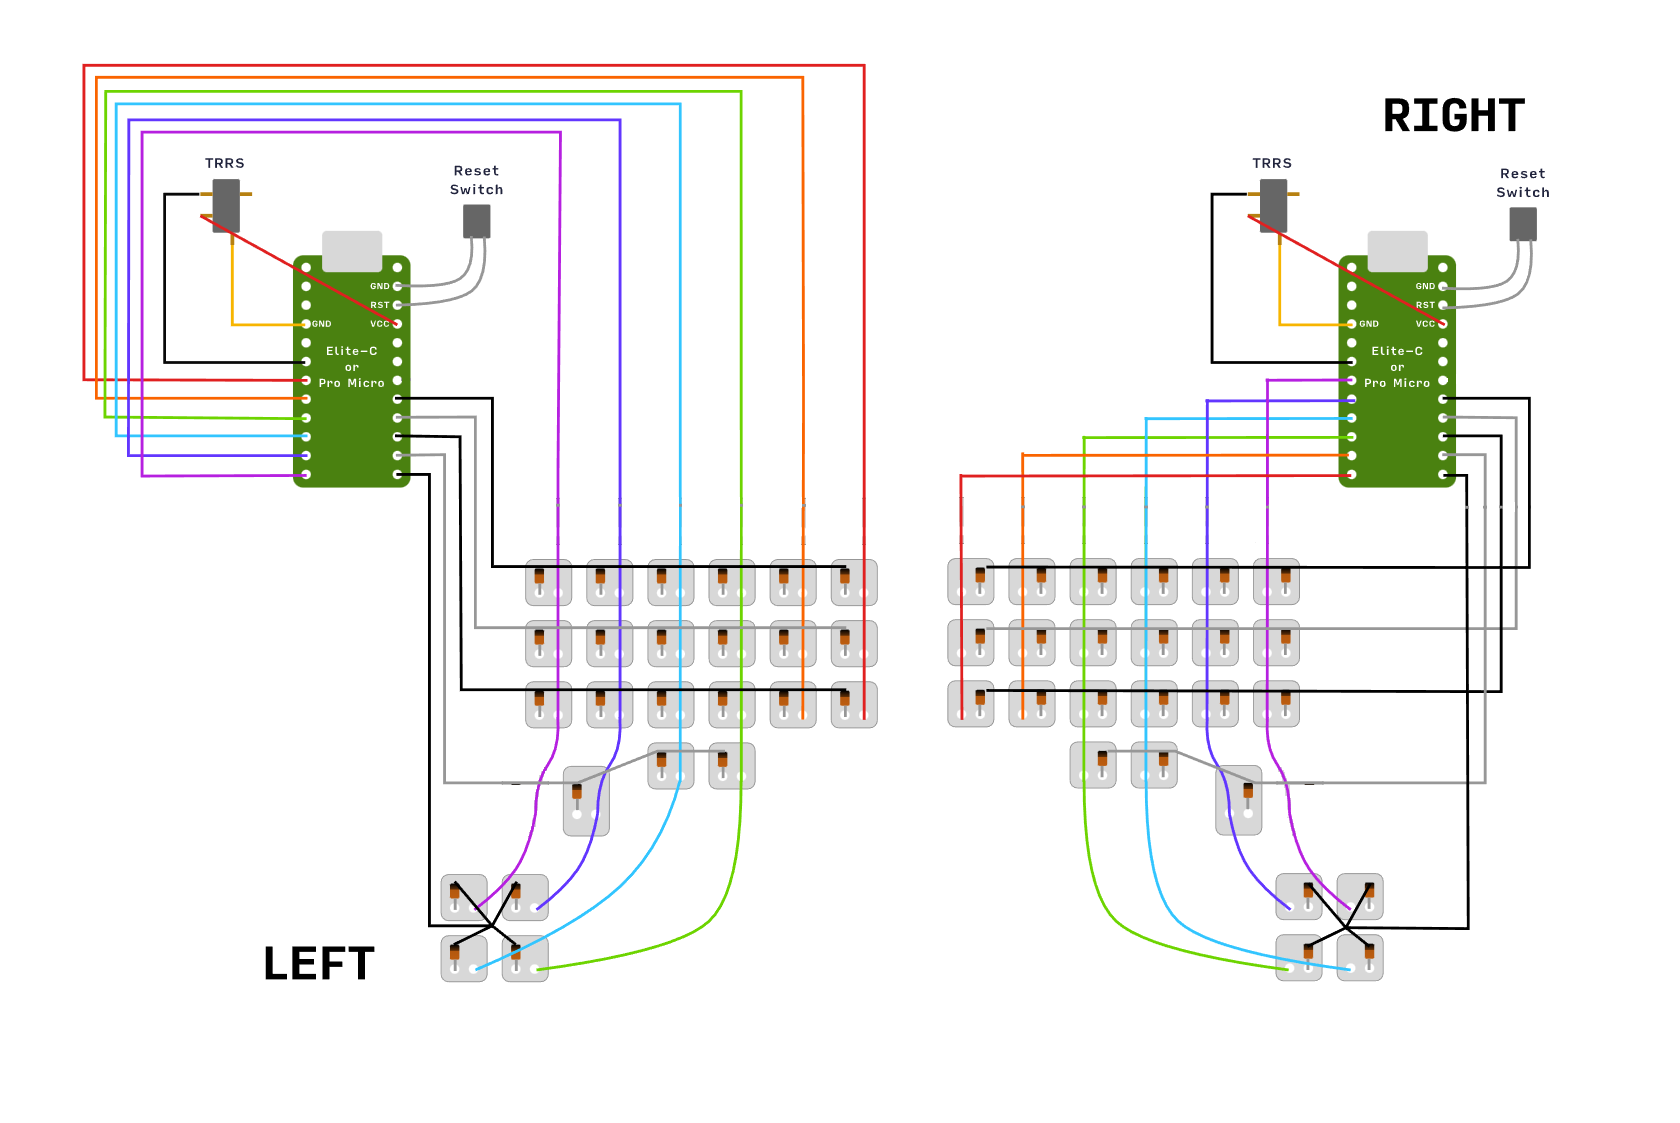 TRRS
Reset
Switch
GND
RST
GND
VCC
Elite-C
or
Pro Micro
LEFT
RIGHT
TRRS
Reset
Switch
GND
RST
GND
VCC
Elite-C
or
Pro Micro